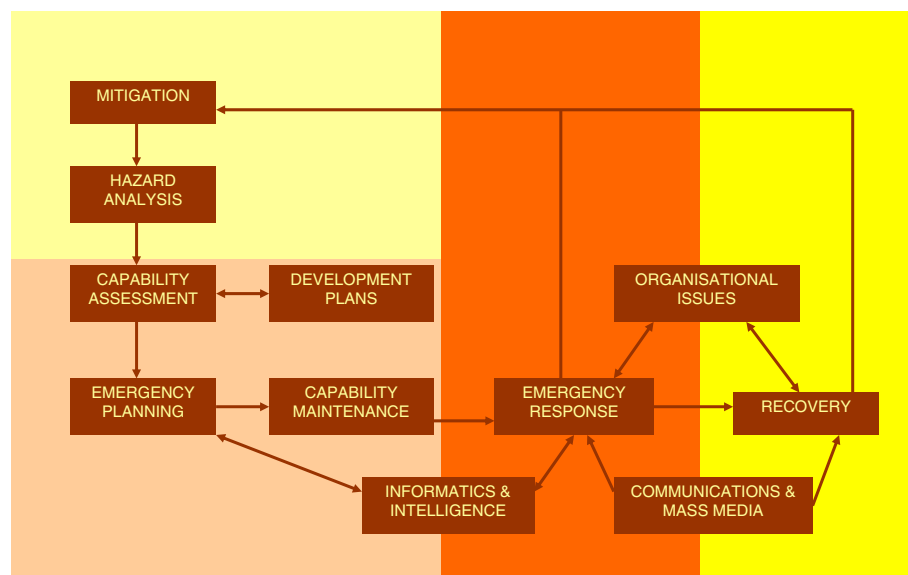 MITIGATION
HAZARD
ANALYSIS
CAPABILITY
ASSESSMENT
DEVELOPMENT
PLANS
ORGANISATIONAL
ISSUES
EMERGENCY
PLANNING
CAPABILITY
MAINTENANCE
EMERGENCY
RESPONSE
RECOVERY
INFORMATICS &
INTELLIGENCE
COMMUNICATIONS &
MASS MEDIA